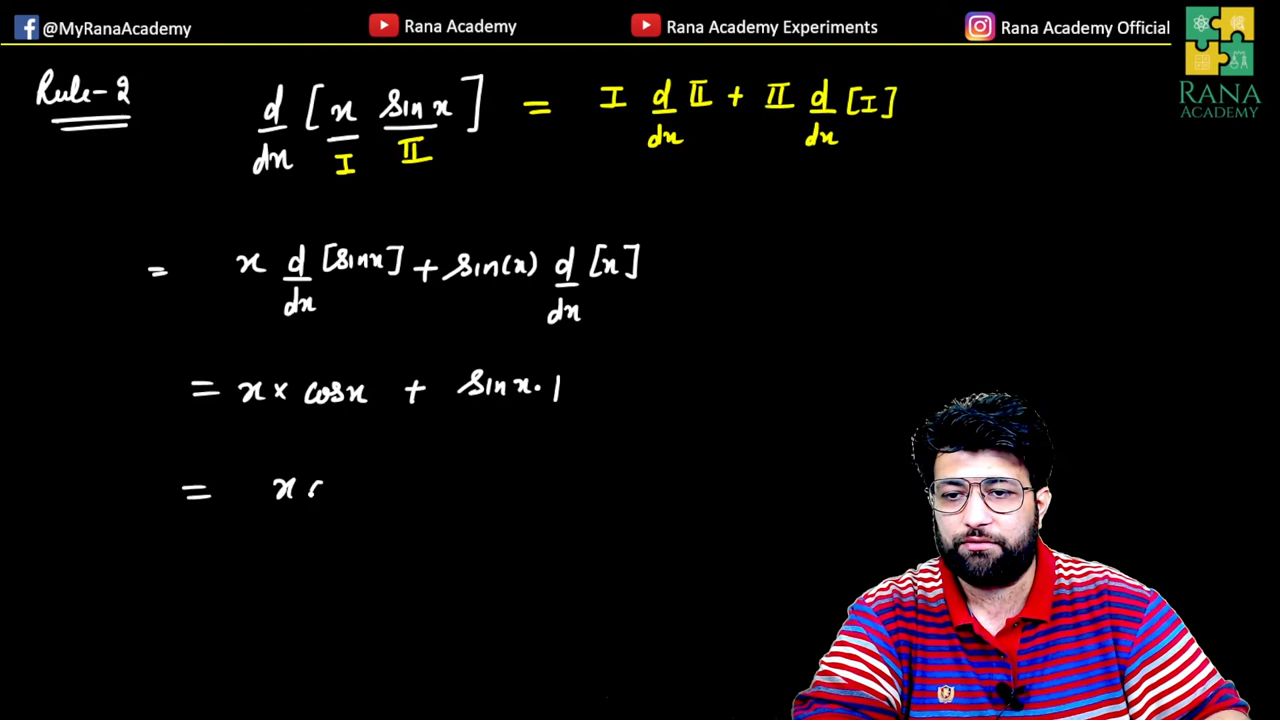 @MyRanaAcademy Rana Academy Rana Academy Experiments Rana Academy Official
RANA
ACADEMY
Rule-2 d/dx [x sin x] = I d/dx II + II d/dx [I]
I II
= x d/dx [sinx] + sin(x) d/dx [x]
= x × cosx + sinx · 1
= x